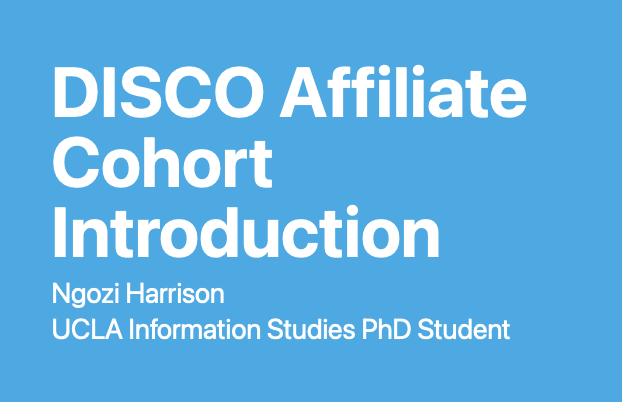 DISCO Affiliate
Cohort
Introduction
Ngozi Harrison
UCLA Information Studies PhD Student